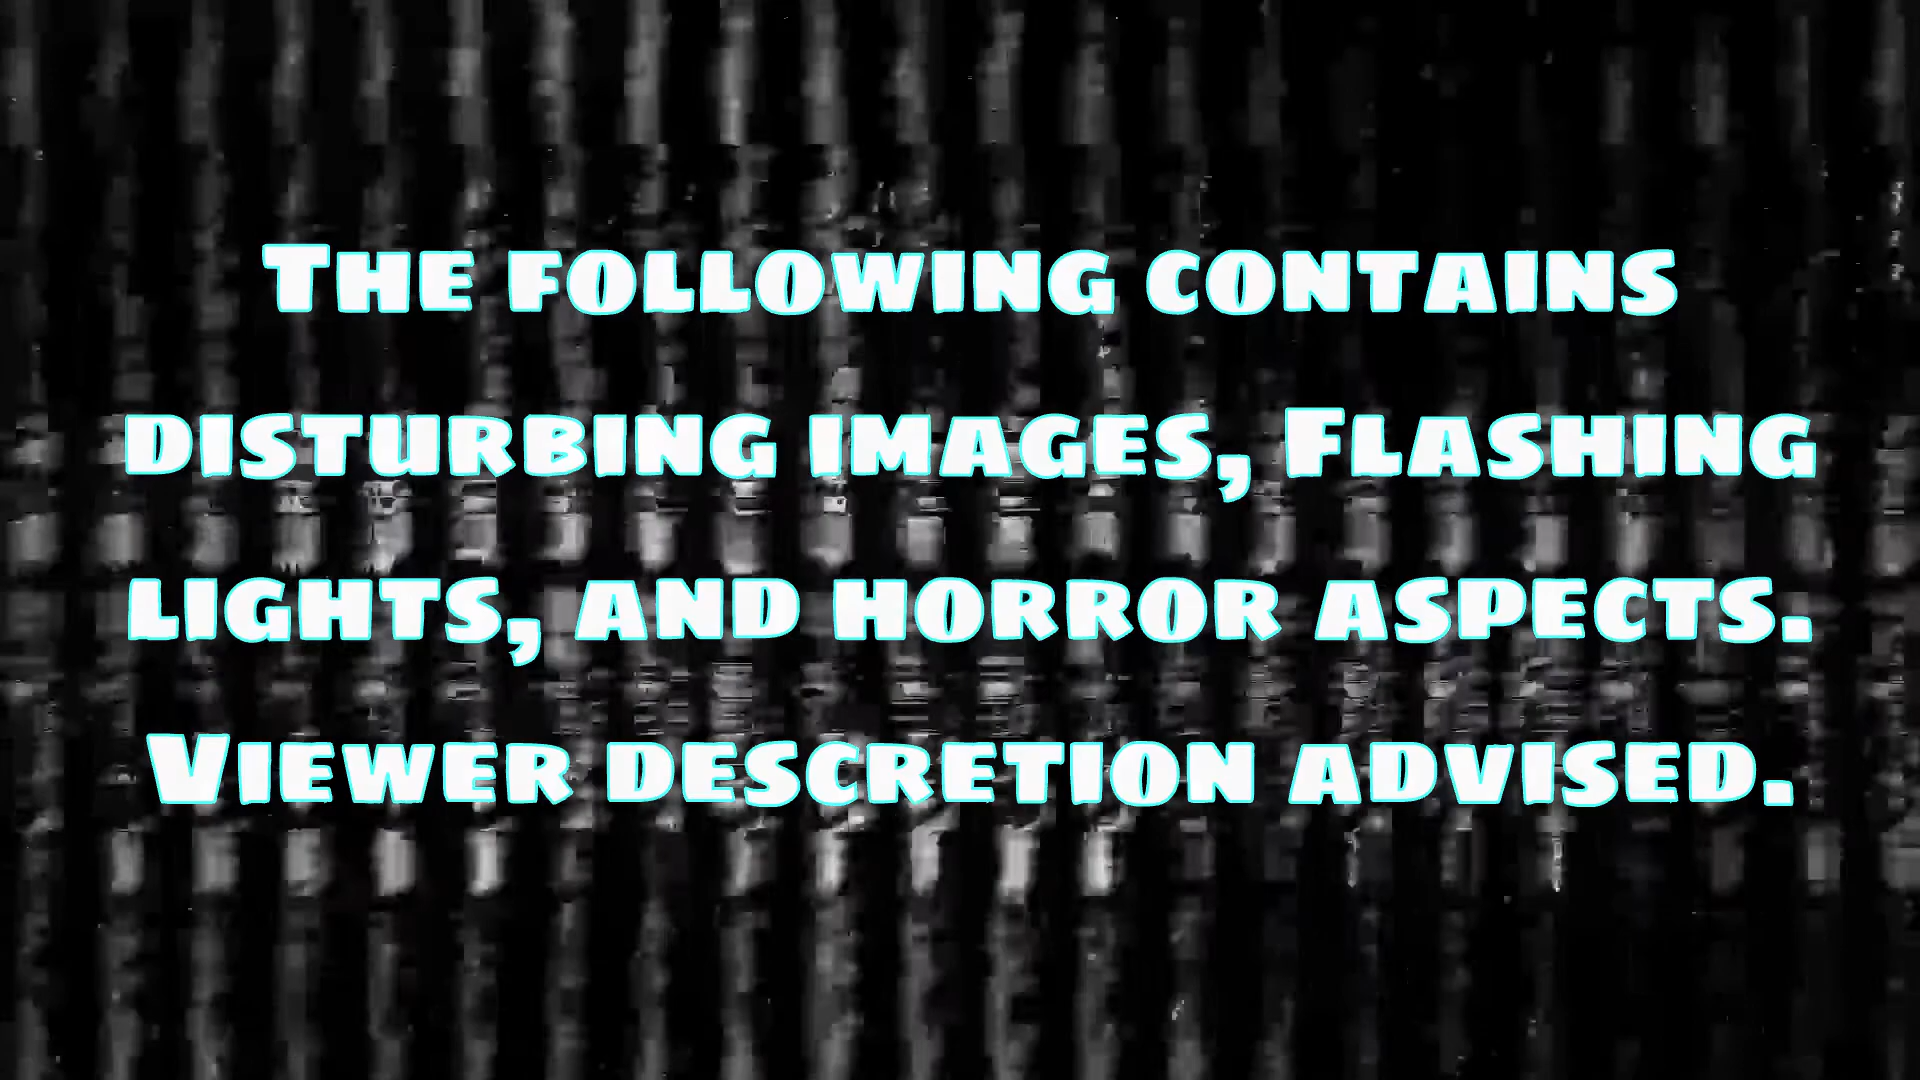 The following contains
disturbing images, Flashing
lights, and horror aspects.
Viewer descretion advised.